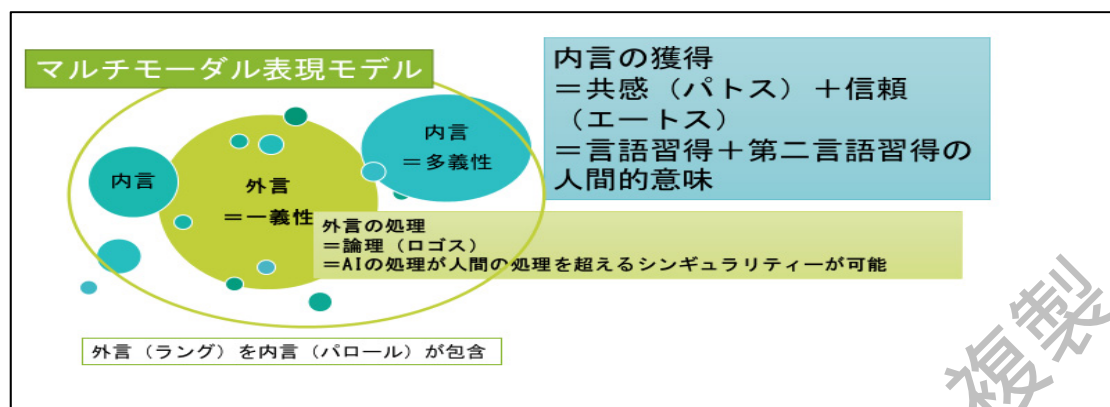 マルチモーダル表現モデル
内言の獲得
＝共感（パトス）＋信頼
（エートス）
＝言語習得＋第二言語習得の
人間的意味
内言
＝多義性
内言
外言
＝一義性
外言の処理
＝論理（ロゴス）
＝AIの処理が人間の処理を超えるシンギュラリティーが可能
外言（ラング）を内言（パロール）が包含
複製